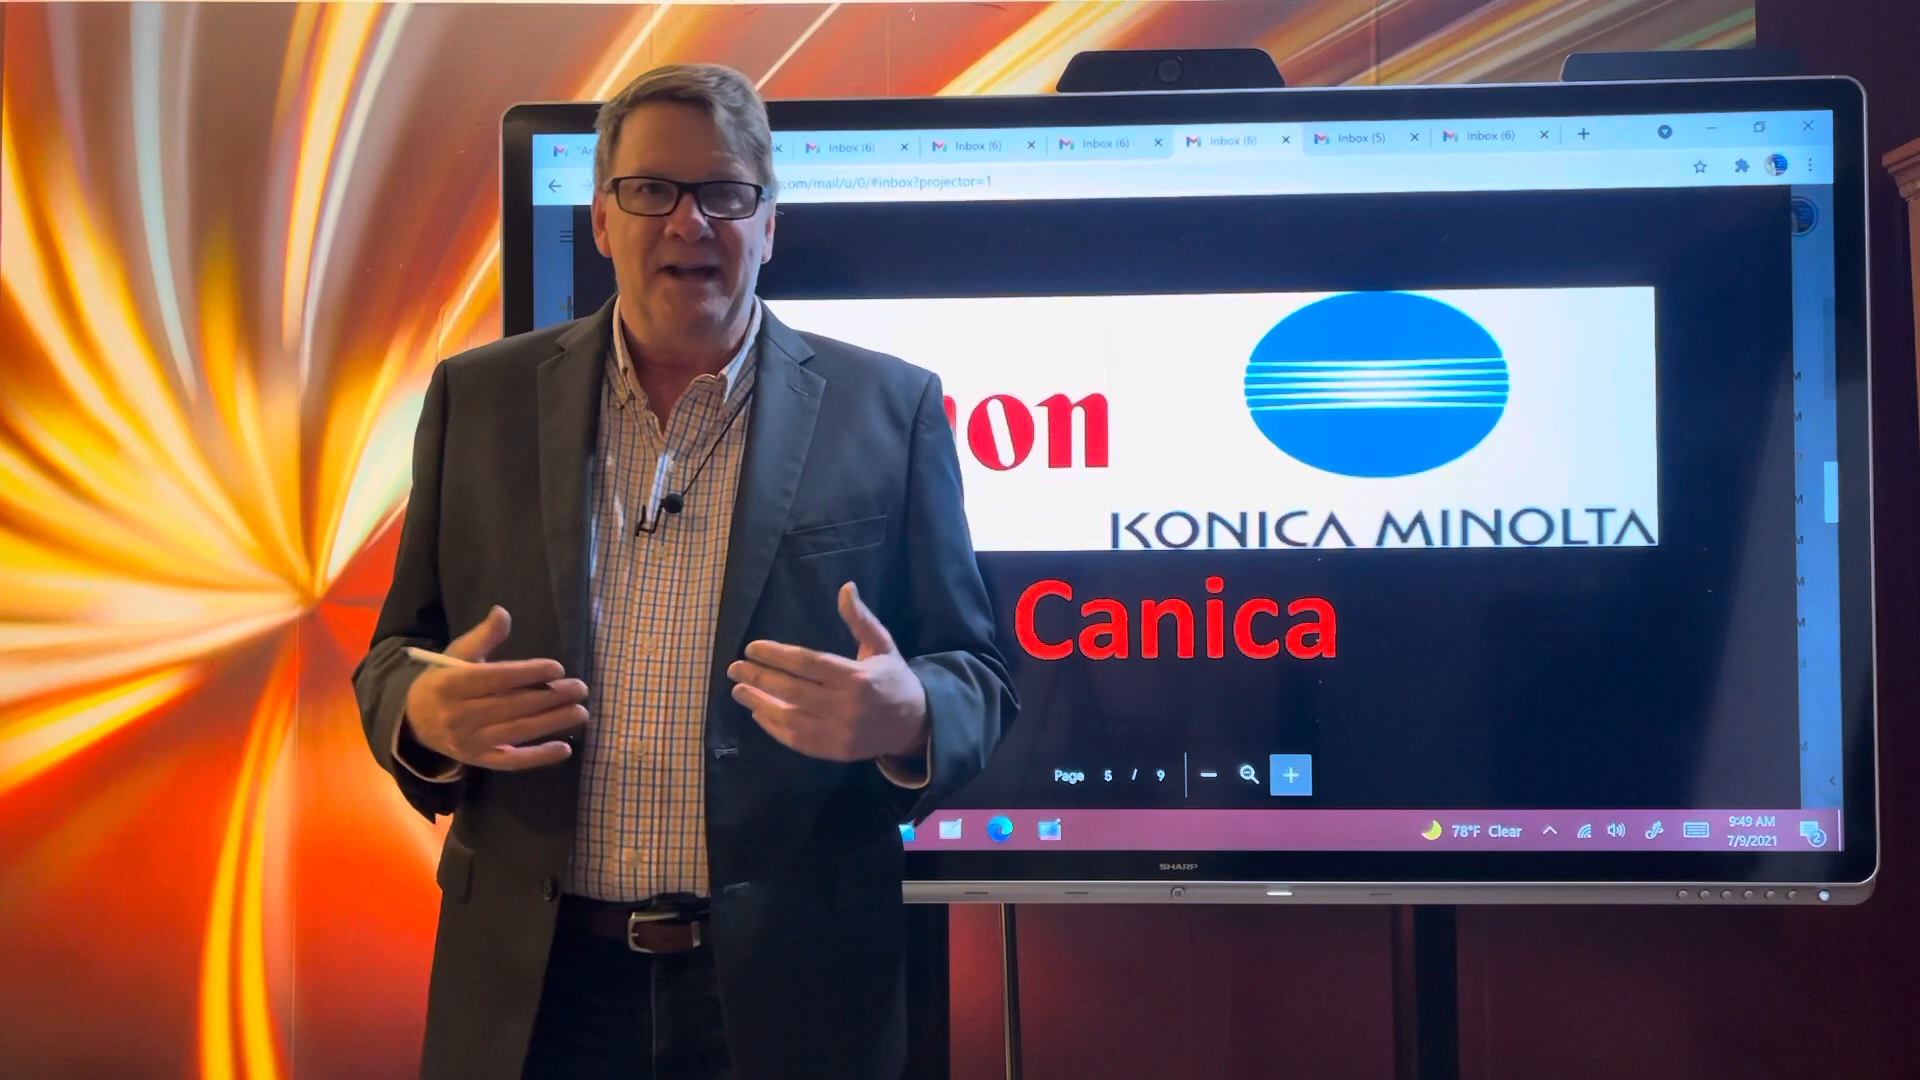 "A
Inbox (6)
Inbox (6)
Inbox (6)
Inbox (6)
Inbox (5)
Inbox (6)
com/mail/u/0/#inbox?projector=1
non
KONICA MINOLTA
Canica
Page 5 / 9
78°F Clear
9:49 AM
7/9/2021
2
SHARP